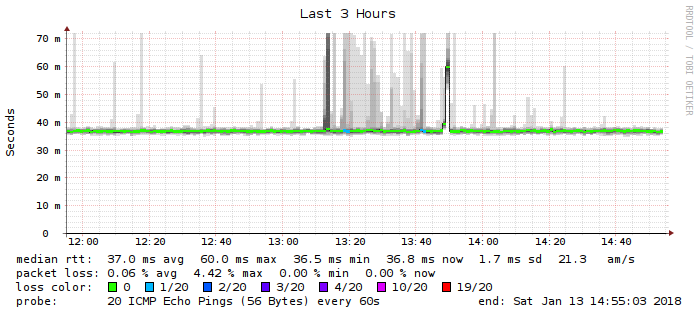 Last 3 Hours
RRDTOOL / TOBI OETIKER
Seconds
70 m
60 m
50 m
40 m
30 m
20 m
10 m
0
12:00 12:20 12:40 13:00 13:20 13:40 14:00 14:20 14:40
median rtt: 37.0 ms avg 60.0 ms max 36.5 ms min 36.8 ms now 1.7 ms sd 21.3 am/s
packet loss: 0.06 % avg 4.42 % max 0.00 % min 0.00 % now
loss color: 0 1/20 2/20 3/20 4/20 10/20 19/20
probe: 20 ICMP Echo Pings (56 Bytes) every 60s end: Sat Jan 13 14:55:03 2018